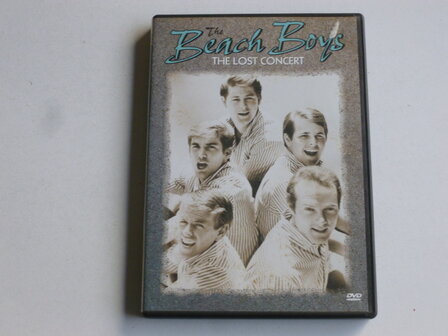 The
Beach Boys
THE LOST CONCERT
DVD